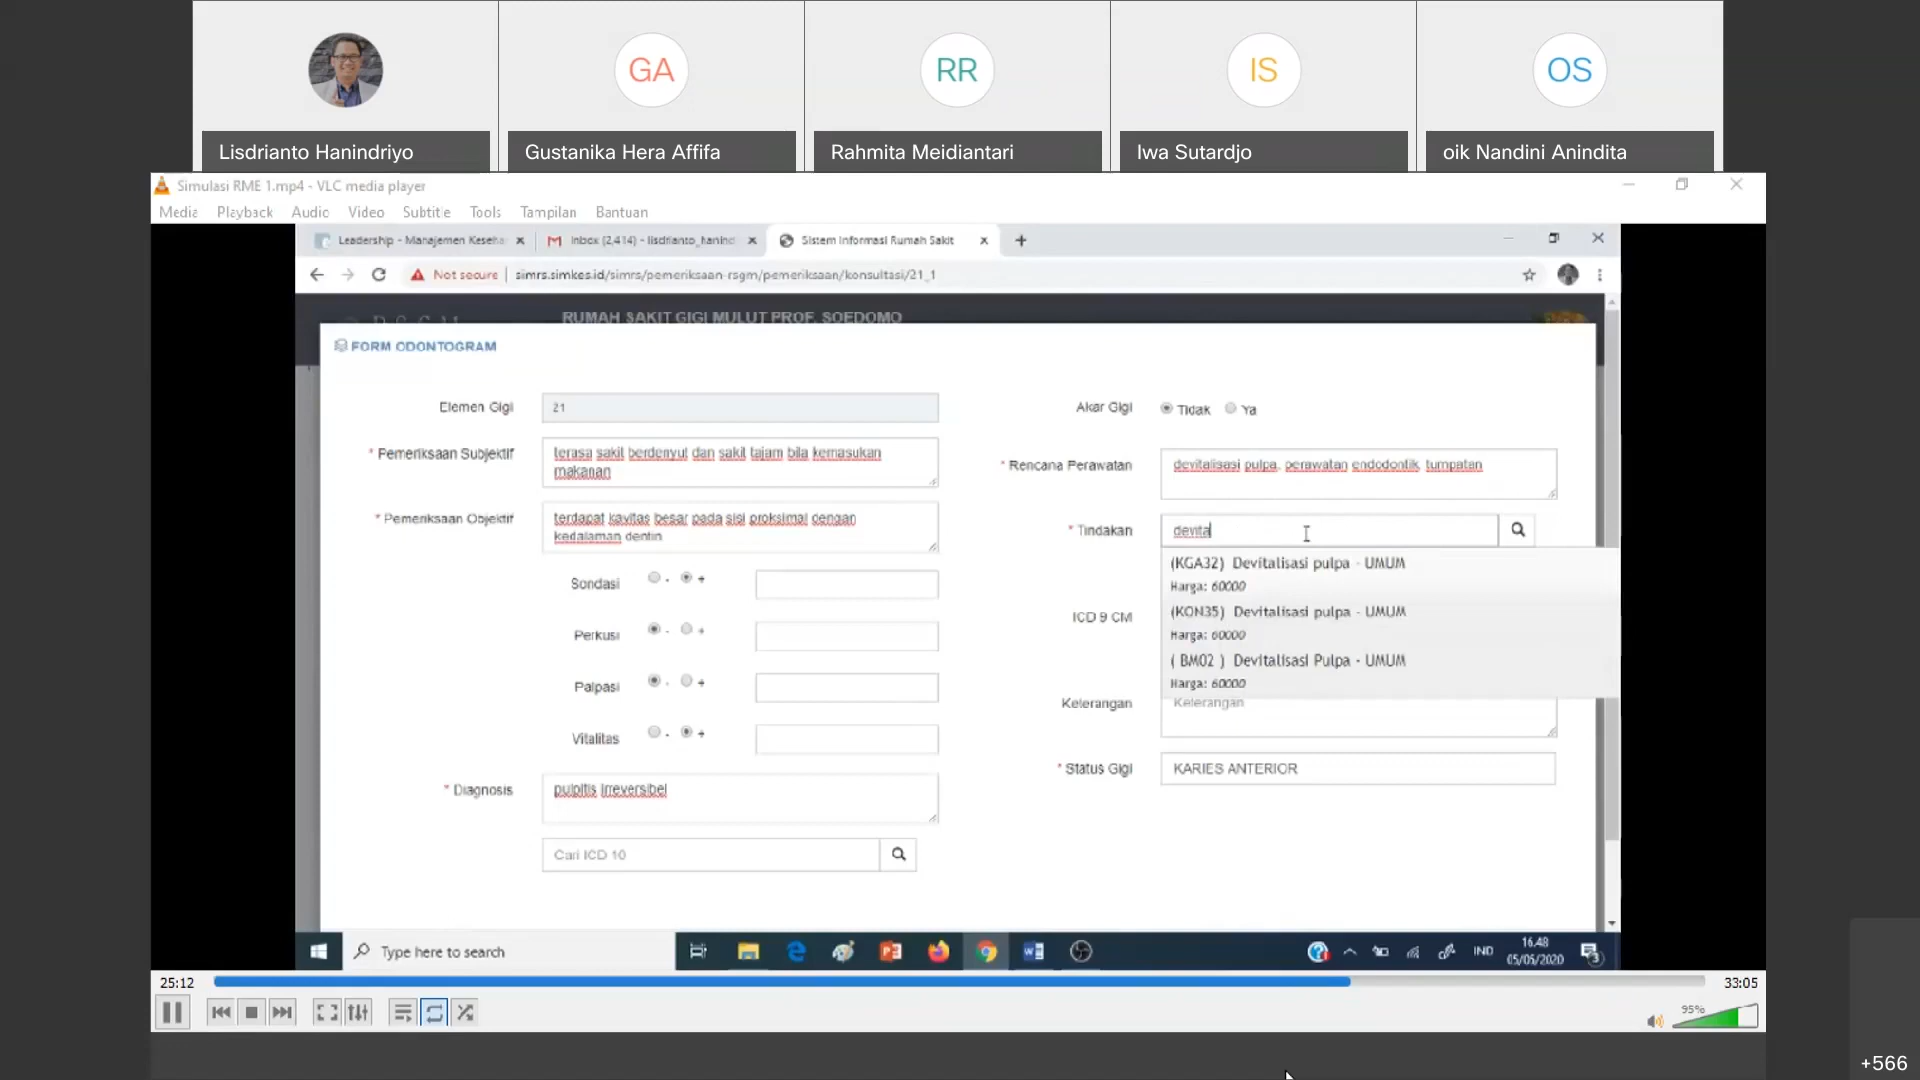 GA
RR
IS
OS
Lisdrianto Hanindriyo
Gustanika Hera Affifa
Rahmita Meidiantari
Iwa Sutardjo
oik Nandini Anindita
Simulasi RME 1.mp4 - VLC media player
Media Playback Audio Video Subtitle Tools Tampilan Bantuan
Leadership - Manajemen Keseha
Inbox (2,414) - lisdrianto_hanind
Sistem Informasi Rumah Sakit
Not secure | simrs.simkes.id/simrs/pemeriksaan-rsgm/pemeriksaan/konsultasi/21_1
RUMAH SAKIT GIGI MULUT PROF. SOEDOMO
FORM ODONTOGRAM
Elemen Gigi 21
* Pemeriksaan Subjektif terasa sakit berdenyut dan sakit tajam bila kemasukan
makanan
* Pemeriksaan Objektif terdapat kavitas besar pada sisi proksimal dengan
kedalaman dentin
Sondasi - +
Perkusi - +
Palpasi - +
Vitalitas - +
* Diagnosis pulpitis irreversibel
Cari ICD 10
Akar Gigi Tidak Ya
* Rencana Perawatan devitalisasi pulpa, perawatan endodontik, tumpatan
* Tindakan devita
(KGA32) Devitalisasi pulpa - UMUM
Harga: 60000
(KON35) Devitalisasi pulpa - UMUM
Harga: 60000
( BM02 ) Devitalisasi Pulpa - UMUM
Harga: 60000
ICD 9 CM
Keterangan Keterangan
* Status Gigi KARIES ANTERIOR
Type here to search
IND
16.48
05/05/2020
3
25:12
33:05
95%
+566